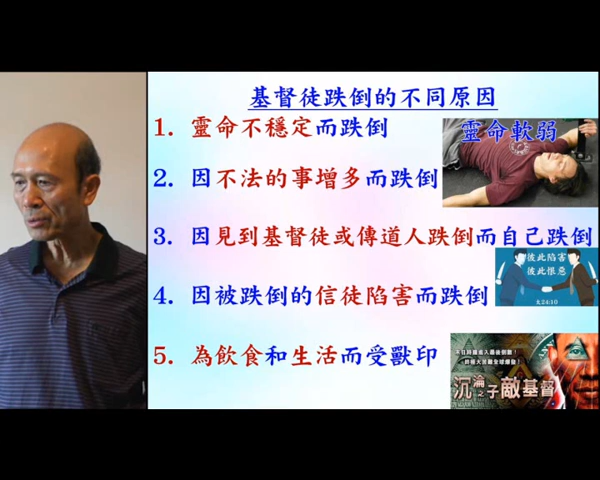 基督徒跌倒的不同原因
1. 靈命不穩定而跌倒
靈命軟弱
2. 因不法的事增多而跌倒
3. 因見到基督徒或傳道人跌倒而自己跌倒
彼此陷害
彼此恨惡
太24:10
4. 因被跌倒的信徒陷害而跌倒
5. 為飲食和生活而受獸印
沉淪之子敵基督